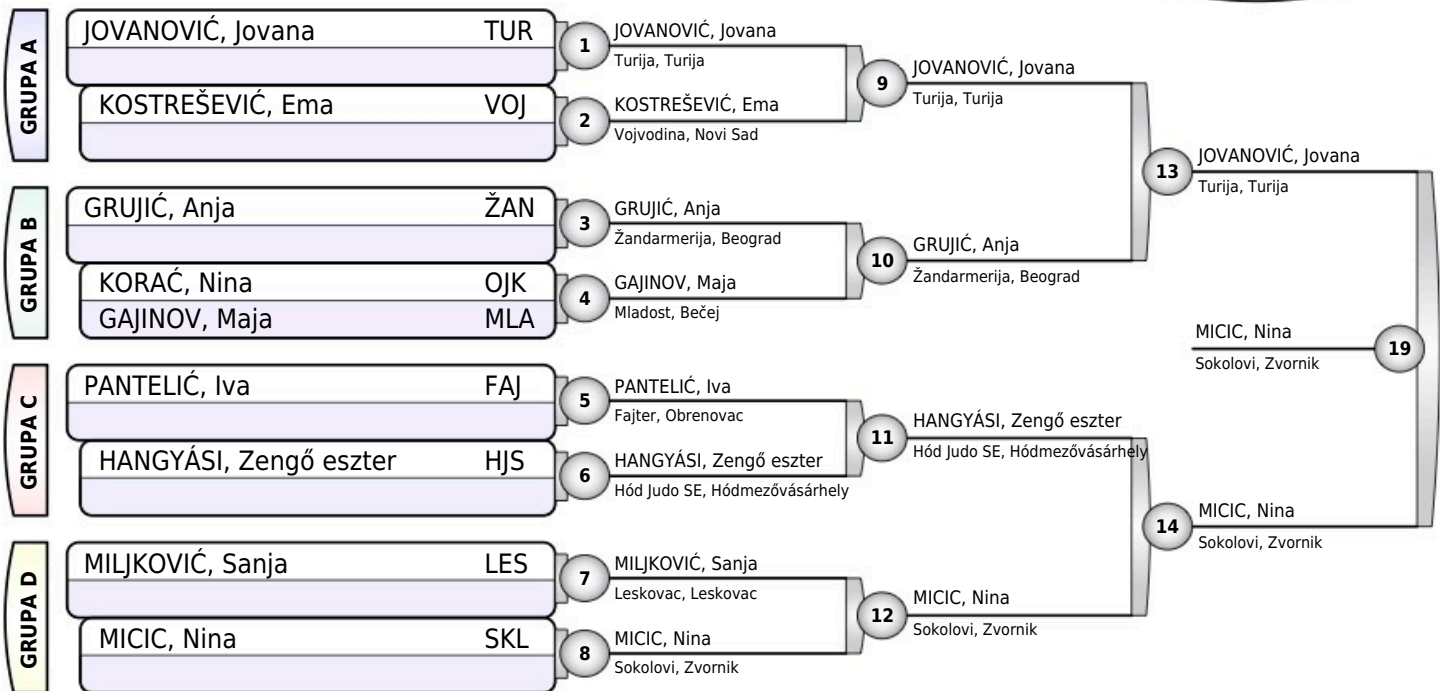 GRUPA A
JOVANOVIĆ, Jovana TUR
KOSTREŠEVIĆ, Ema VOJ
GRUPA B
GRUJIĆ, Anja ŽAN
KORAĆ, Nina OJK
GAJINOV, Maja MLA
GRUPA C
PANTELIĆ, Iva FAJ
HANGYÁSI, Zengő eszter HJS
GRUPA D
MILJKOVIĆ, Sanja LES
MICIC, Nina SKL
1 JOVANOVIĆ, Jovana
Turija, Turija
2 KOSTREŠEVIĆ, Ema
Vojvodina, Novi Sad
3 GRUJIĆ, Anja
Žandarmerija, Beograd
4 GAJINOV, Maja
Mladost, Bečej
5 PANTELIĆ, Iva
Fajter, Obrenovac
6 HANGYÁSI, Zengő eszter
Hód Judo SE, Hódmezővásárhely
7 MILJKOVIĆ, Sanja
Leskovac, Leskovac
8 MICIC, Nina
Sokolovi, Zvornik
9 JOVANOVIĆ, Jovana
Turija, Turija
10 GRUJIĆ, Anja
Žandarmerija, Beograd
11 HANGYÁSI, Zengő eszter
Hód Judo SE, Hódmezővásárhely
12 MICIC, Nina
Sokolovi, Zvornik
13 JOVANOVIĆ, Jovana
Turija, Turija
14 MICIC, Nina
Sokolovi, Zvornik
MICIC, Nina 19
Sokolovi, Zvornik